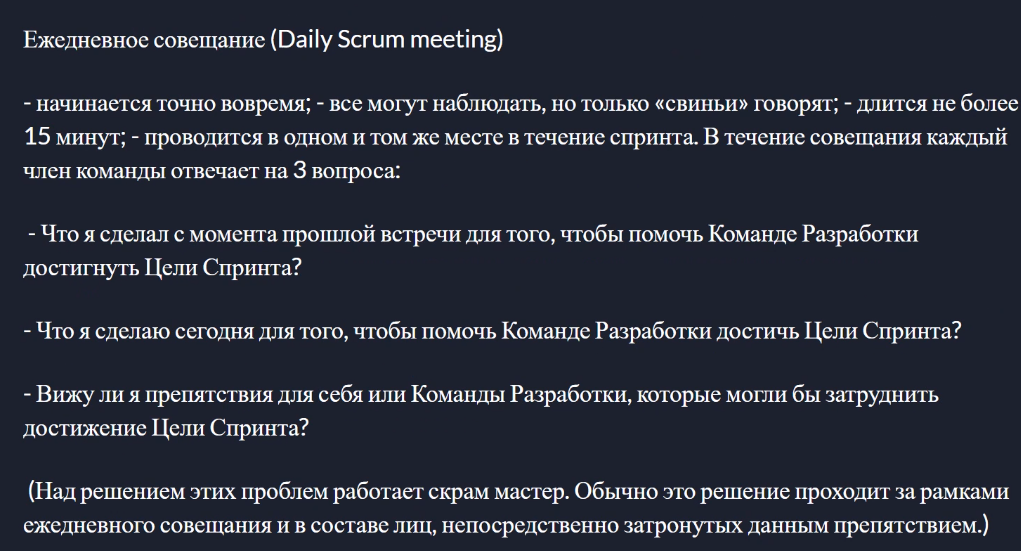 Ежедневное совещание (Daily Scrum meeting)
- начинается точно вовремя; - все могут наблюдать, но только «свиньи» говорят; - длится не более
15 минут; - проводится в одном и том же месте в течение спринта. В течение совещания каждый
член команды отвечает на 3 вопроса:
- Что я сделал с момента прошлой встречи для того, чтобы помочь Команде Разработки
достигнуть Цели Спринта?
- Что я сделаю сегодня для того, чтобы помочь Команде Разработки достичь Цели Спринта?
- Вижу ли я препятствия для себя или Команды Разработки, которые могли бы затруднить
достижение Цели Спринта?
(Над решением этих проблем работает скрам мастер. Обычно это решение проходит за рамками
ежедневного совещания и в составе лиц, непосредственно затронутых данным препятствием.)